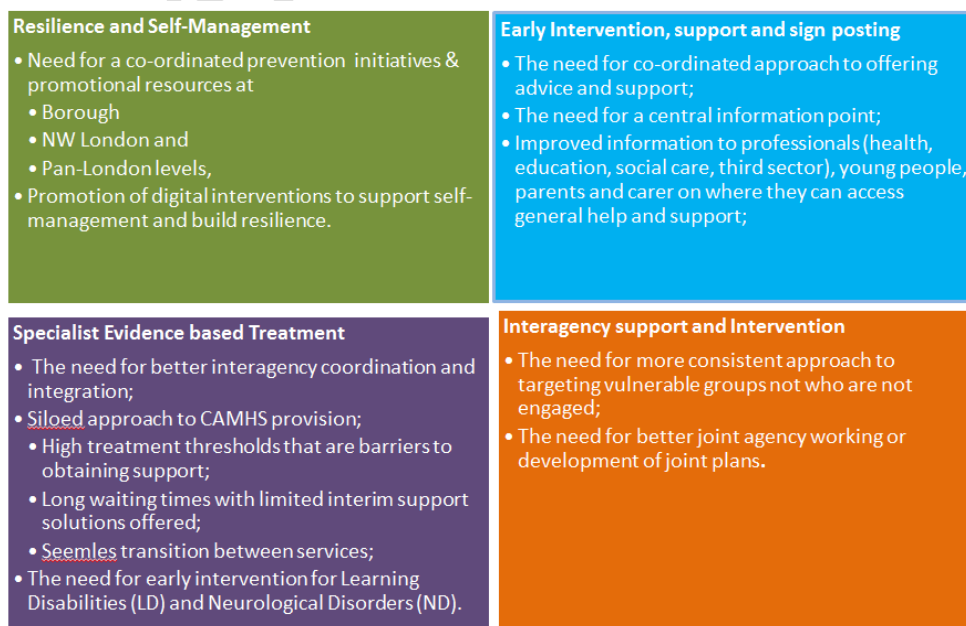 Resilience and Self-Management
• Need for a co-ordinated prevention initiatives &
promotional resources at
• Borough
• NW London and
• Pan-London levels,
• Promotion of digital interventions to support self-
management and build resilience.
Early Intervention, support and sign posting
• The need for co-ordinated approach to offering
advice and support;
• The need for a central information point;
• Improved information to professionals (health,
education, social care, third sector), young people,
parents and carer on where they can access
general help and support;
Specialist Evidence based Treatment
• The need for better interagency coordination and
integration;
• Siloed approach to CAMHS provision;
• High treatment thresholds that are barriers to
obtaining support;
• Long waiting times with limited interim support
solutions offered;
• Seemles transition between services;
• The need for early intervention for Learning
Disabilities (LD) and Neurological Disorders (ND).
Interagency support and Intervention
• The need for more consistent approach to
targeting vulnerable groups not who are not
engaged;
• The need for better joint agency working or
development of joint plans.